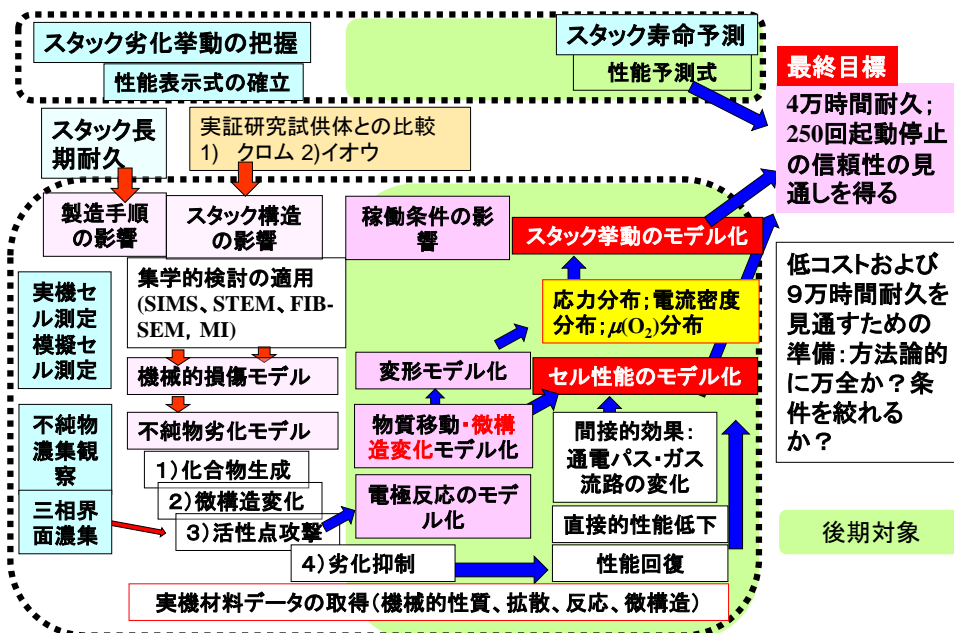 スタック劣化挙動の把握
性能表示式の確立
スタック寿命予測
性能予測式
最終目標
4万時間耐久;
250回起動停止
の信頼性の見
通しを得る
スタック長
期耐久
実証研究試供体との比較
1) クロム 2)イオウ
製造手順
の影響
スタック構造
の影響
稼働条件の影
響
スタック挙動のモデル化
集学的検討の適用
(SIMS、STEM、FIB-
SEM, MI)
実機セ
ル測定
模擬セ
ル測定
応力分布;電流密度
分布;μ(O₂)分布
低コストおよび
９万時間耐久を
見通すための
準備:方法論的
に万全か？条
件を絞れる
か？
機械的損傷モデル
変形モデル化
セル性能のモデル化
不純物
濃集観
察
不純物劣化モデル
物質移動・微構
造変化モデル化
間接的効果:
通電パス・ガス
流路の変化
1)化合物生成
2)微構造変化
3)活性点攻撃
三相界
面濃集
電極反応のモデ
ル化
直接的性能低下
4)劣化抑制
性能回復
後期対象
実機材料データの取得(機械的性質、拡散、反応、微構造)